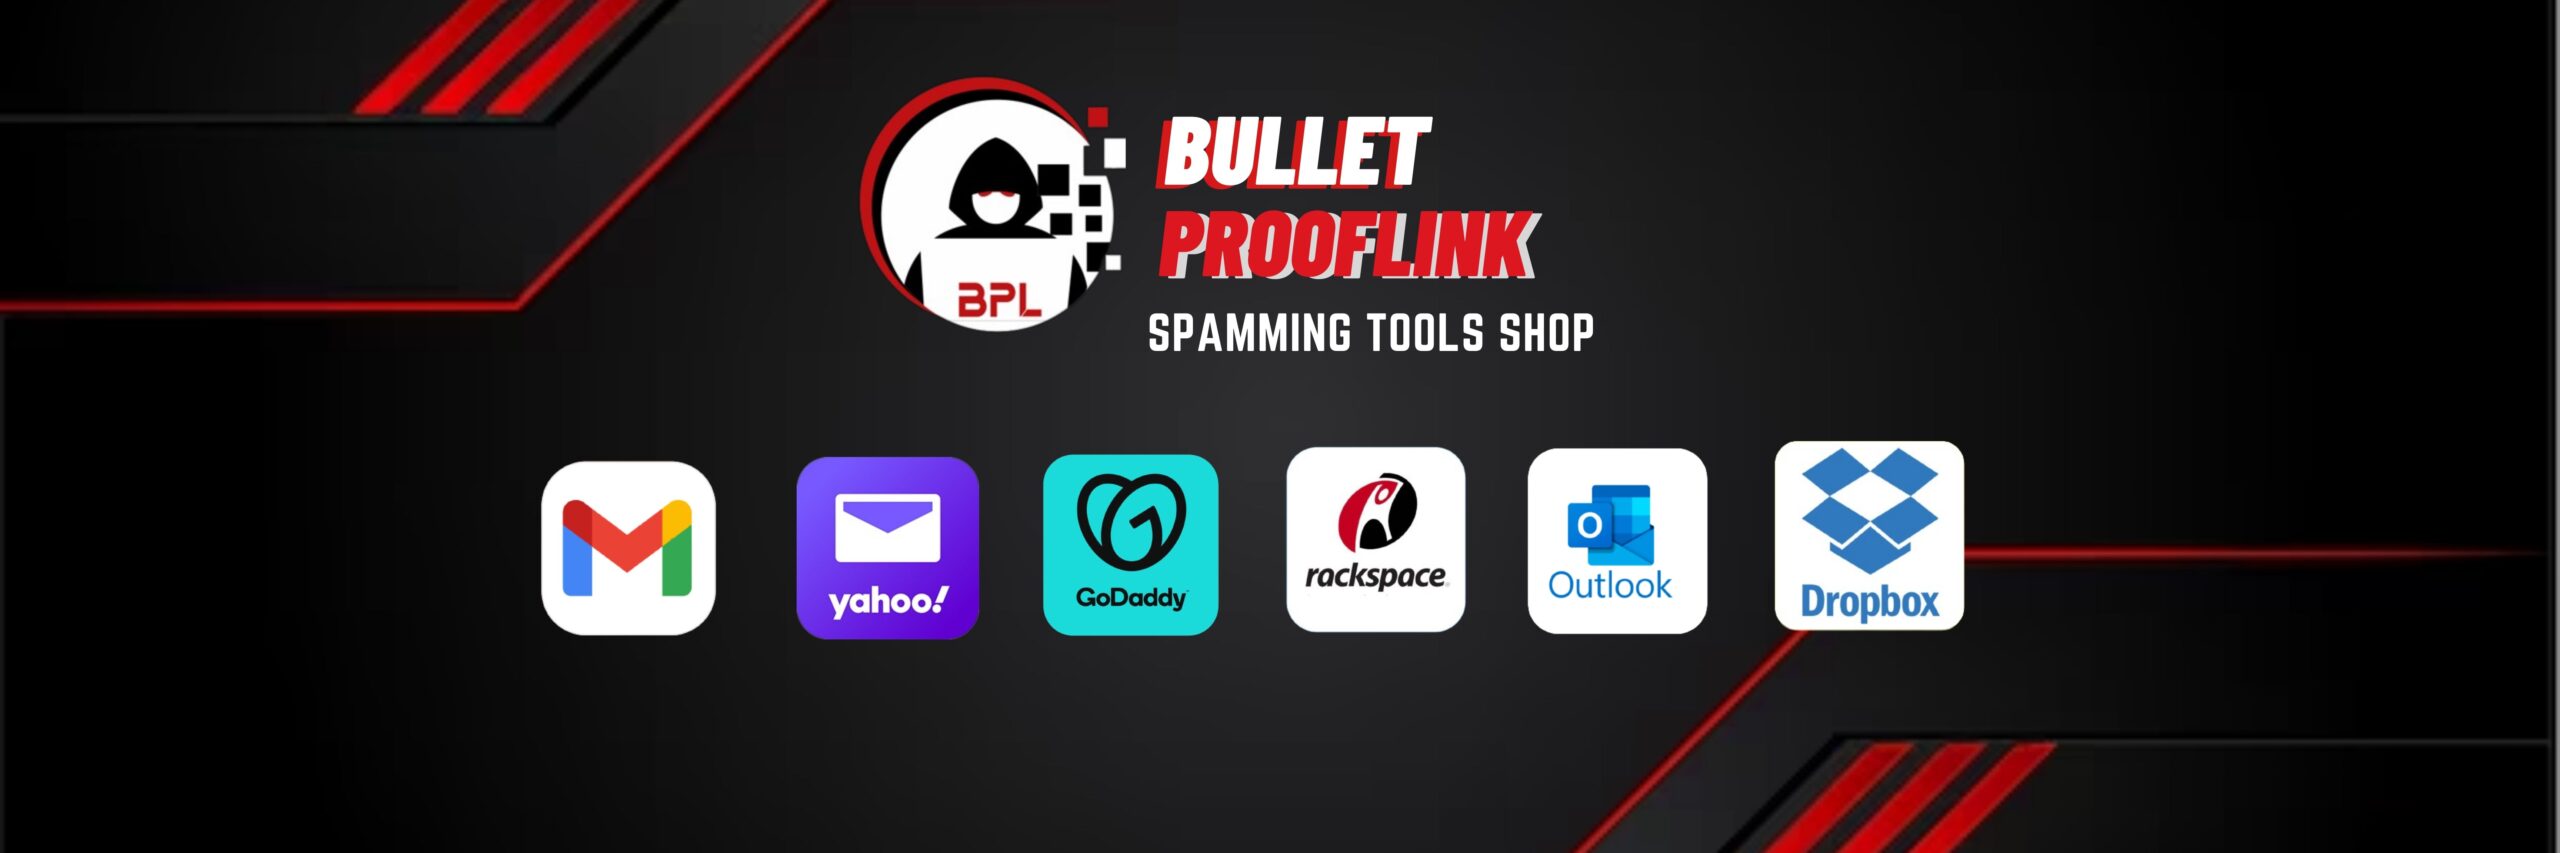 BULLET
PROOFLINK
SPAMMING TOOLS SHOP
BPL
yahoo!
GoDaddy
rackspace
Outlook
Dropbox